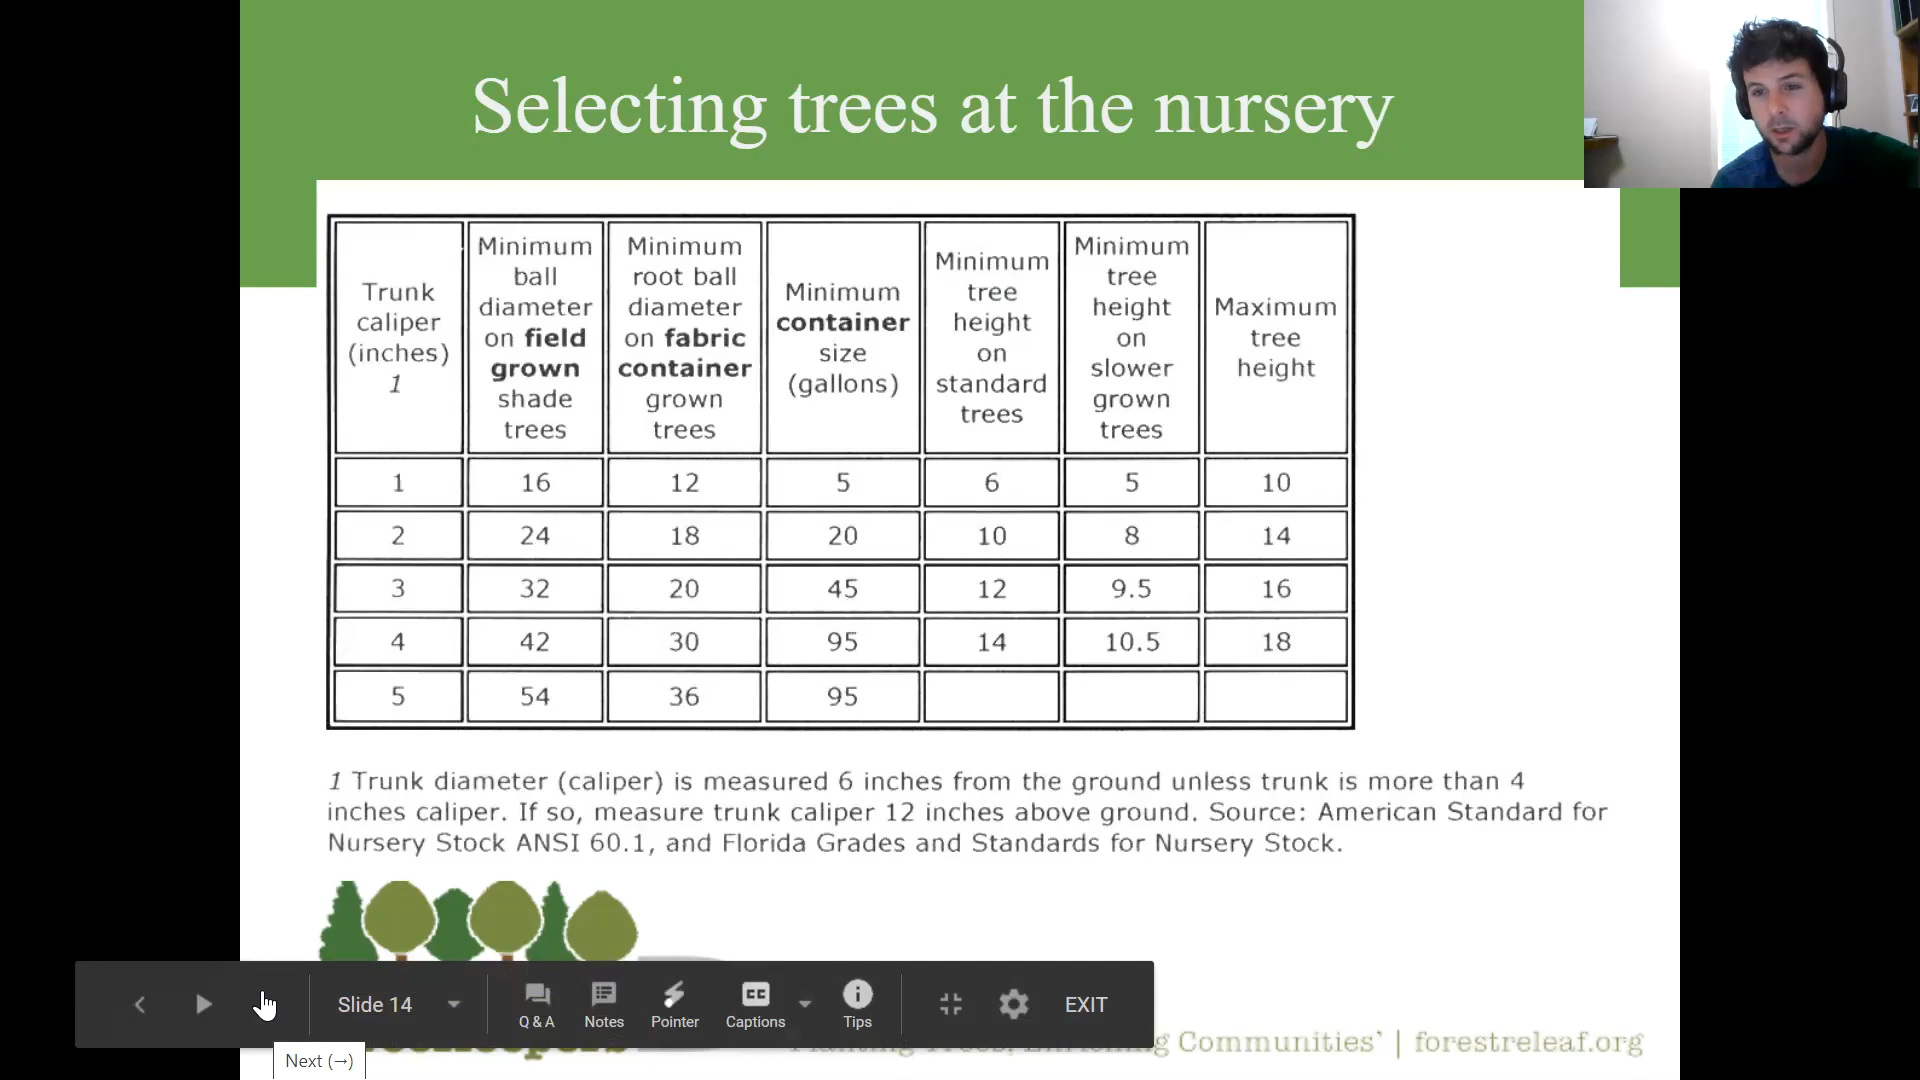 Selecting trees at the nursery
Trunk
caliper
(inches)
1
Minimum
ball
diameter
on field
grown
shade
trees
Minimum
root ball
diameter
on fabric
container
grown
trees
Minimum
container
size
(gallons)
Minimum
tree
height
on
standard
trees
Minimum
tree
height
on
slower
grown
trees
Maximum
tree
height
1 16 12 5 6 5 10
2 24 18 20 10 8 14
3 32 20 45 12 9.5 16
4 42 30 95 14 10.5 18
5 54 36 95
1 Trunk diameter (caliper) is measured 6 inches from the ground unless trunk is more than 4
inches caliper. If so, measure trunk caliper 12 inches above ground. Source: American Standard for
Nursery Stock ANSI 60.1, and Florida Grades and Standards for Nursery Stock.
Slide 14
Q & A
Notes
Pointer
CC
Captions
Tips
EXIT
Communities' | forestreleaf.org
Next (→)